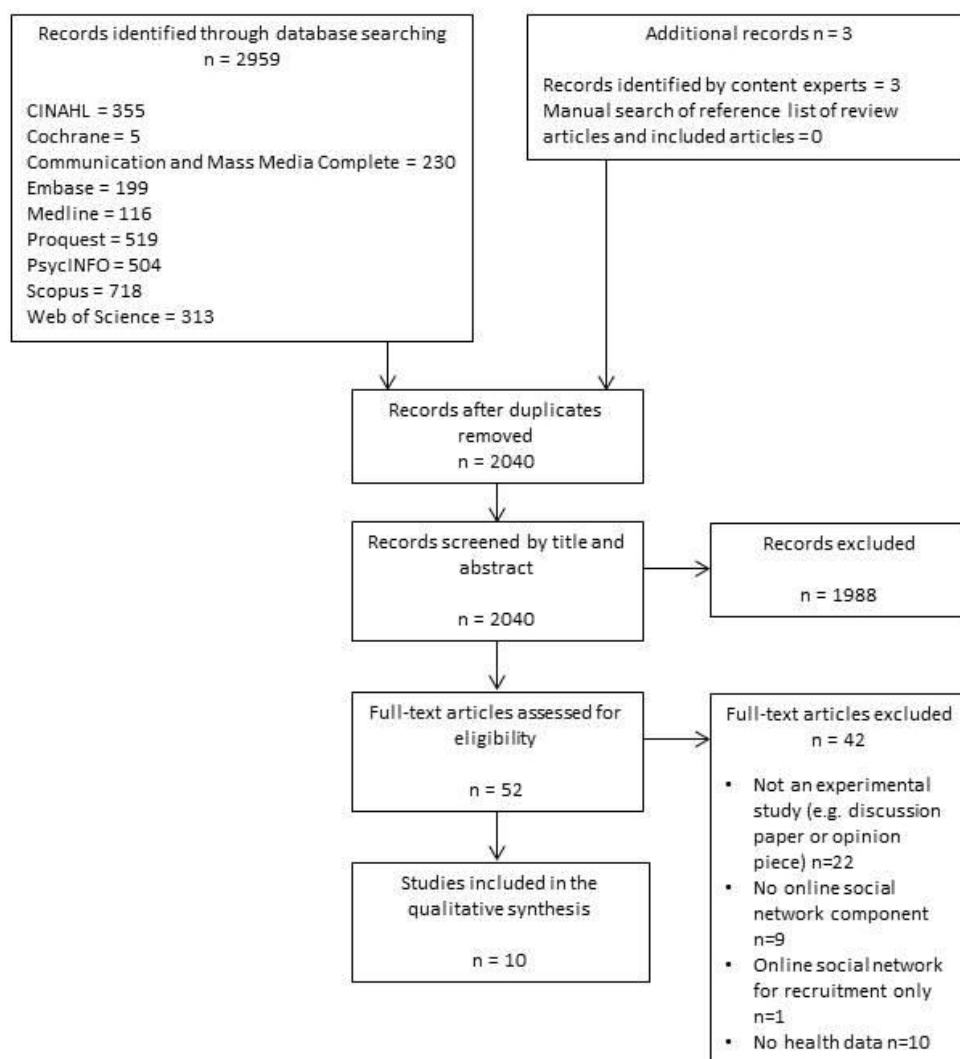 Records identified through database searching
n = 2959
CINAHL = 355
Cochrane = 5
Communication and Mass Media Complete = 230
Embase = 199
Medline = 116
Proquest = 519
PsycINFO = 504
Scopus = 718
Web of Science = 313
Additional records n = 3
Records identified by content experts = 3
Manual search of reference list of review
articles and included articles =0
Records after duplicates
removed
n = 2040
Records screened by title and
abstract
n = 2040
Records excluded
n = 1988
Full-text articles assessed for
eligibility
n = 52
Full-text articles excluded
n = 42
• Not an experimental
study (e.g. discussion
paper or opinion
piece) n=22
• No online social
network component
n=9
• Online social network
for recruitment only
n=1
• No health data n=10
Studies included in the
qualitative synthesis
n = 10